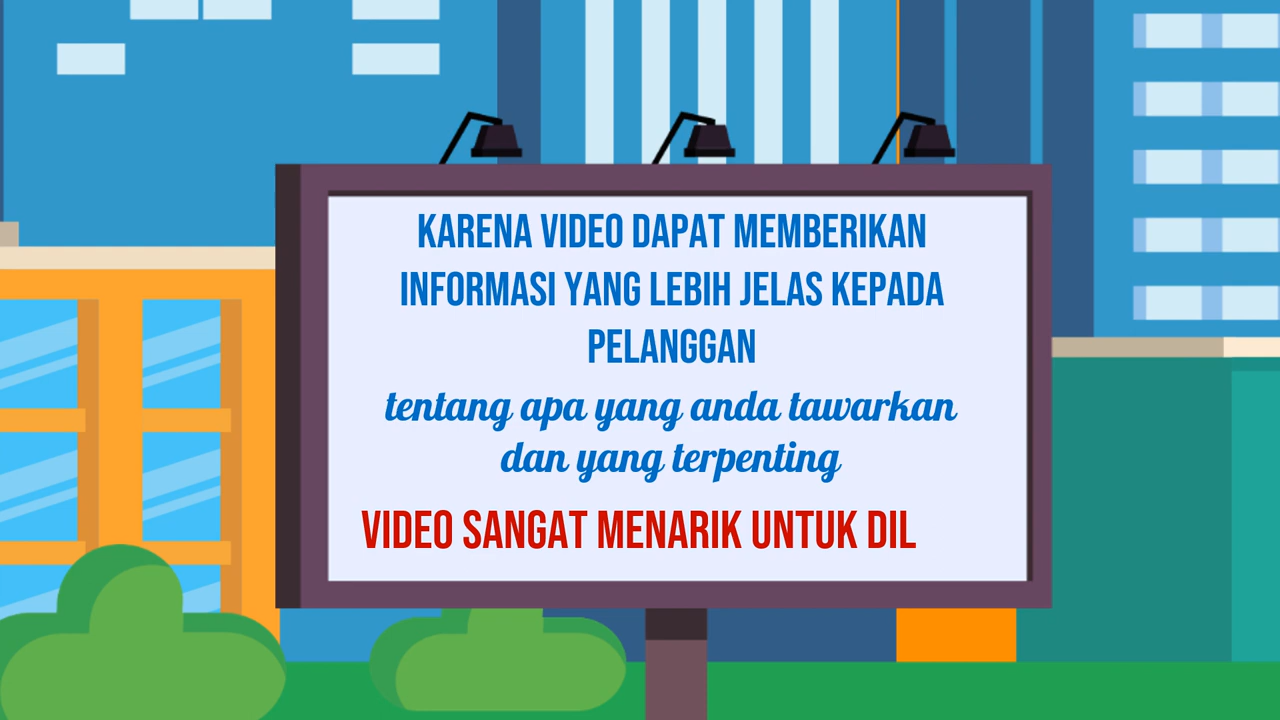 KARENA VIDEO DAPAT MEMBERIKAN
INFORMASI YANG LEBIH JELAS KEPADA
PELANGGAN
tentang apa yang anda tawarkan
dan yang terpenting
VIDEO SANGAT MENARIK UNTUK DIL